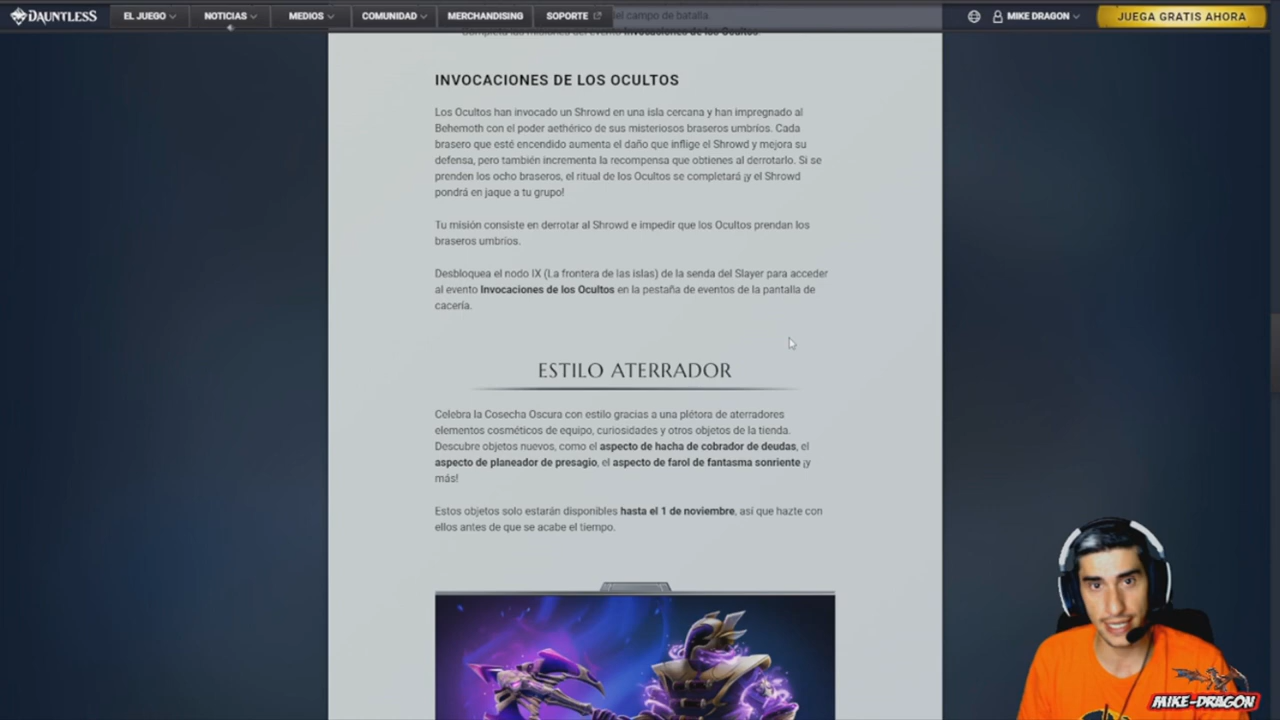 DAUNTLESS
EL JUEGO
NOTICIAS
MEDIOS
COMUNIDAD
MERCHANDISING
SOPORTE
MIKE DRAGON
JUEGA GRATIS AHORA
del campo de batalla
Completa las misiones del evento Invocaciones de los Ocultos.
INVOCACIONES DE LOS OCULTOS
Los Ocultos han invocado un Shrowd en una isla cercana y han impregnado al
Behemoth con el poder aethérico de sus misteriosos braseros umbríos. Cada
brasero que esté encendido aumenta el daño que inflige el Shrowd y mejora su
defensa, pero también incrementa la recompensa que obtienes al derrotarlo. Si se
prenden los ocho braseros, el ritual de los Ocultos se completará ¡y el Shrowd
pondrá en jaque a tu grupo!
Tu misión consiste en derrotar al Shrowd e impedir que los Ocultos prendan los
braseros umbríos.
Desbloquea el nodo IX (La frontera de las islas) de la senda del Slayer para acceder
al evento Invocaciones de los Ocultos en la pestaña de eventos de la pantalla de
cacería.
ESTILO ATERRADOR
Celebra la Cosecha Oscura con estilo gracias a una plétora de aterradores
elementos cosméticos de equipo, curiosidades y otros objetos de la tienda.
Descubre objetos nuevos, como el aspecto de hacha de cobrador de deudas, el
aspecto de planeador de presagio, el aspecto de farol de fantasma sonriente ¡y
más!
Estos objetos solo estarán disponibles hasta el 1 de noviembre, así que hazte con
ellos antes de que se acabe el tiempo.
MIKE-DRAGON